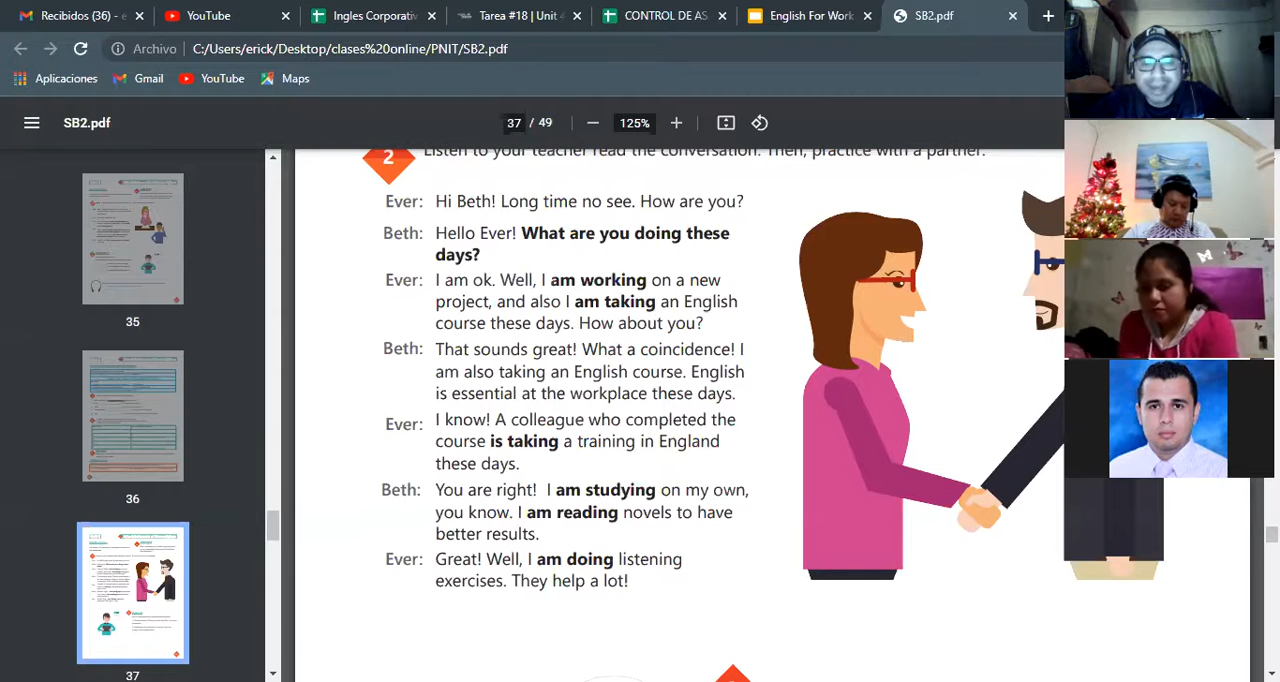 Recibidos (36) - e
YouTube
Ingles Corporativ
Tarea #18 | Unit 4
CONTROL DE AS
English For Work
SB2.pdf
Archivo
C:/Users/erick/Desktop/clases%20online/PNIT/SB2.pdf
Aplicaciones
Gmail
YouTube
Maps
SB2.pdf
37 / 49
125%
35
36
37
2 Listen to your teacher read the conversation. Then, practice with a partner.
Ever: Hi Beth! Long time no see. How are you?
Beth: Hello Ever! What are you doing these
days?
Ever: I am ok. Well, I am working on a new
project, and also I am taking an English
course these days. How about you?
Beth: That sounds great! What a coincidence! I
am also taking an English course. English
is essential at the workplace these days.
Ever: I know! A colleague who completed the
course is taking a training in England
these days.
Beth: You are right! I am studying on my own,
you know. I am reading novels to have
better results.
Ever: Great! Well, I am doing listening
exercises. They help a lot!